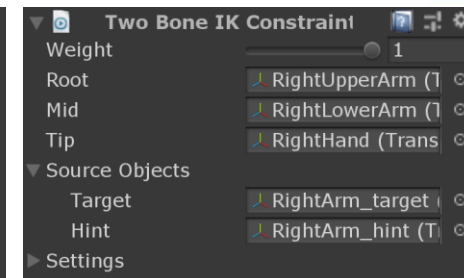 Two Bone IK Constraint
Weight 1
Root RightUpperArm (T
Mid RightLowerArm (T
Tip RightHand (Trans
Source Objects
Target RightArm_target (
Hint RightArm_hint (T
Settings